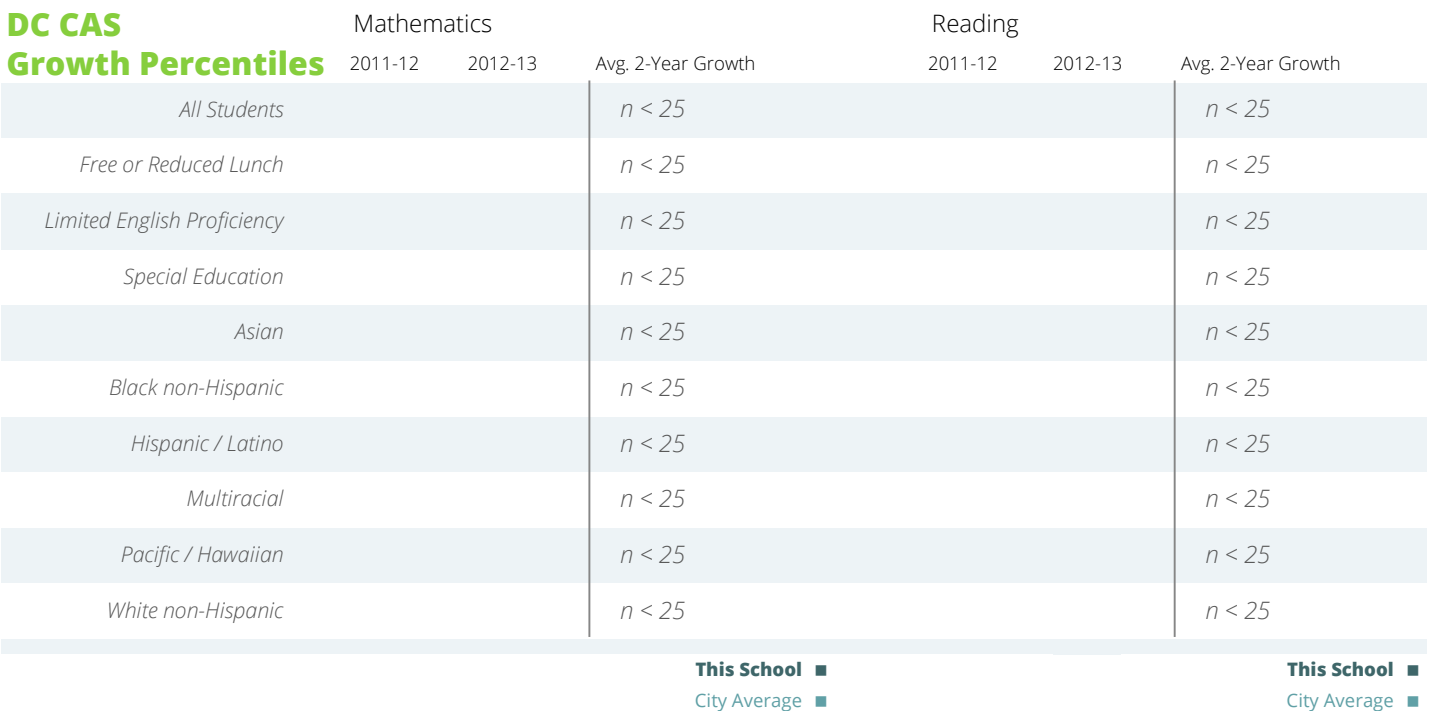 DC CAS
Growth Percentiles
Mathematics Reading
2011-12 2012-13 Avg. 2-Year Growth 2011-12 2012-13 Avg. 2-Year Growth
All Students n < 25 n < 25
Free or Reduced Lunch n < 25 n < 25
Limited English Proficiency n < 25 n < 25
Special Education n < 25 n < 25
Asian n < 25 n < 25
Black non-Hispanic n < 25 n < 25
Hispanic / Latino n < 25 n < 25
Multiracial n < 25 n < 25
Pacific / Hawaiian n < 25 n < 25
White non-Hispanic n < 25 n < 25
This School This School
City Average City Average